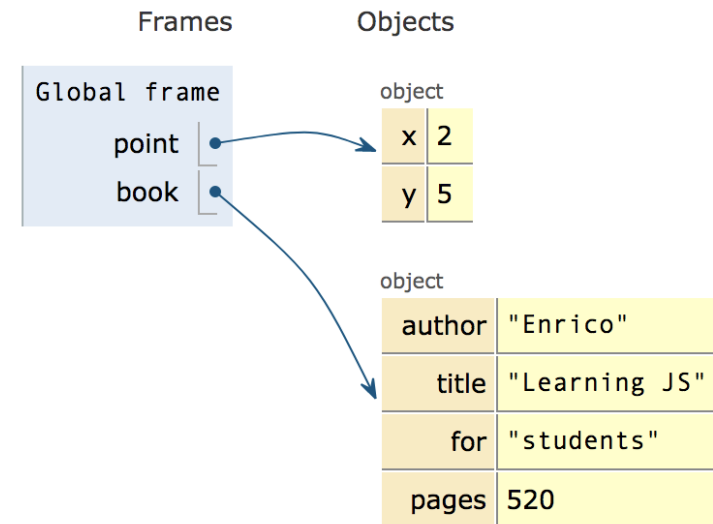 Frames Objects
Global frame
point
book
object
x 2
y 5
object
author "Enrico"
title "Learning JS"
for "students"
pages 520